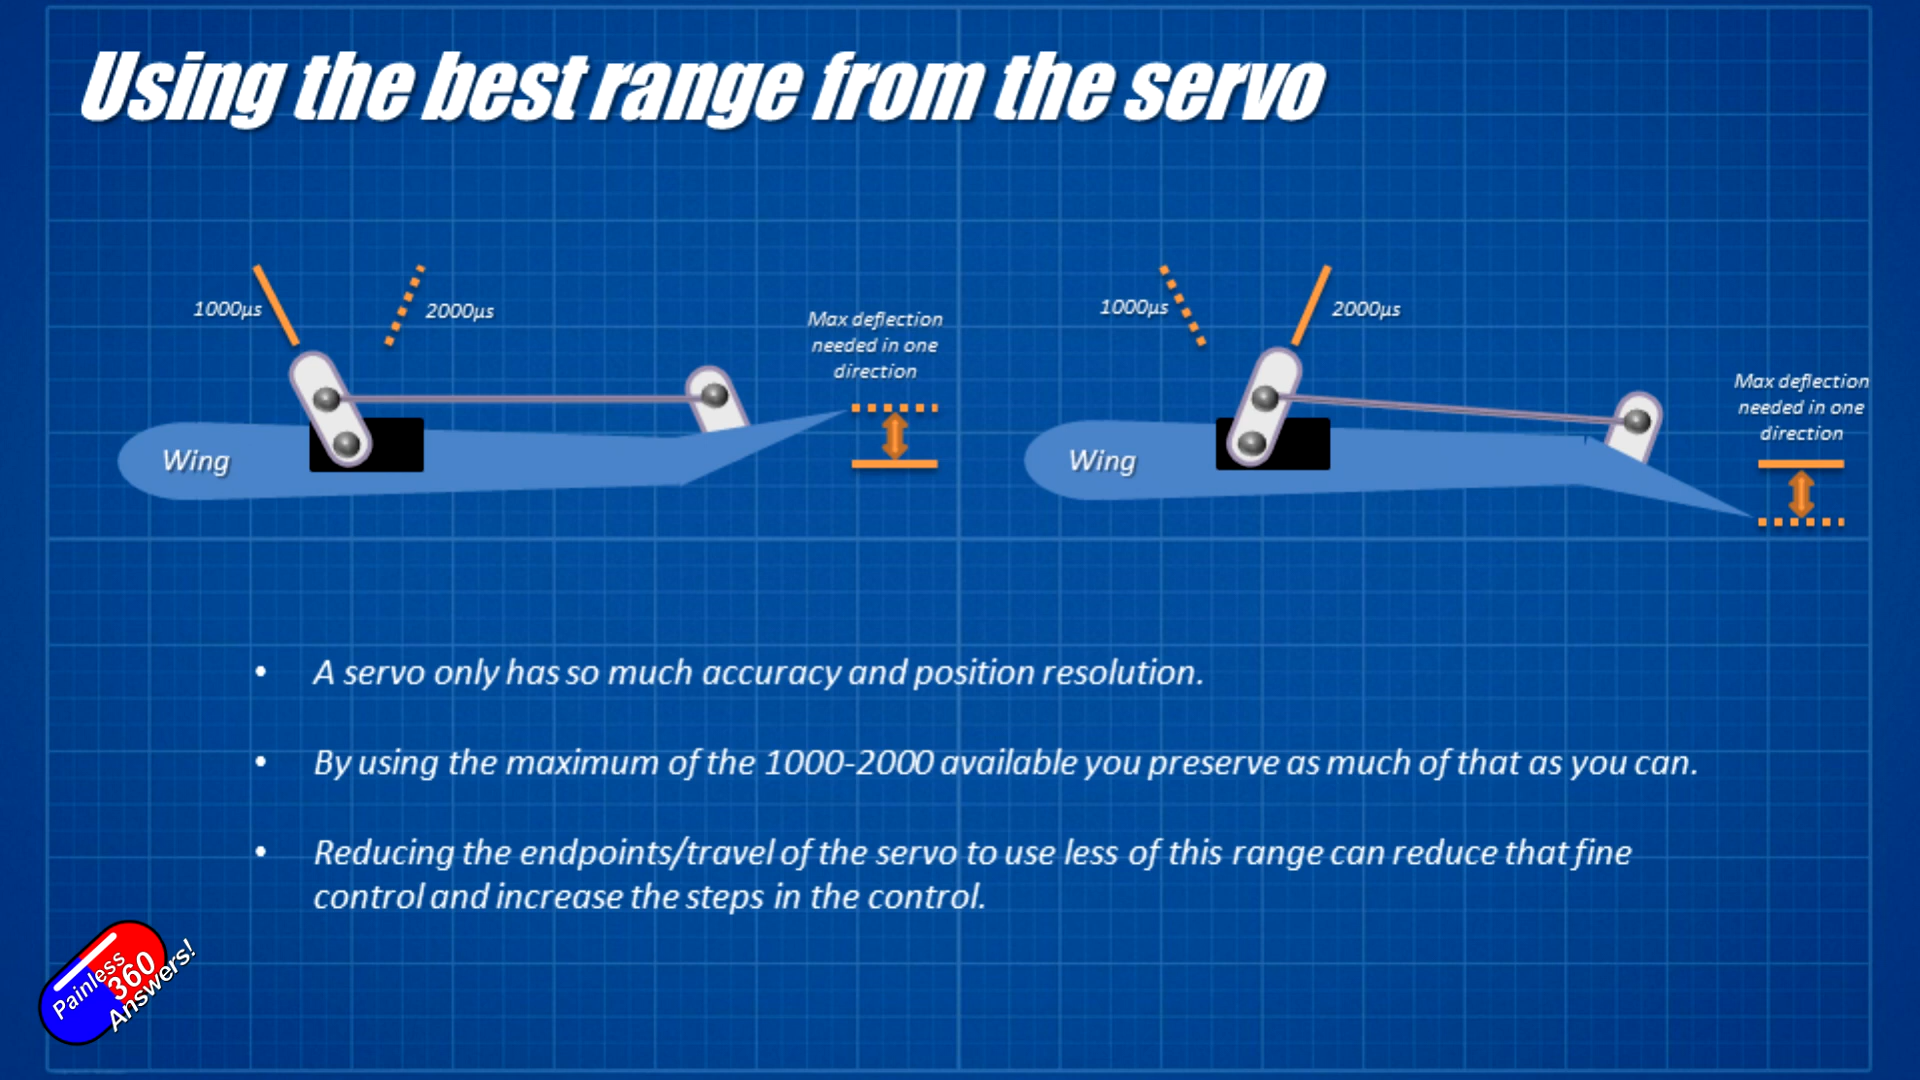 Using the best range from the servo
1000µs
2000µs
Max deflection
needed in one
direction
Wing
1000µs
2000µs
Max deflection
needed in one
direction
Wing
• A servo only has so much accuracy and position resolution.
• By using the maximum of the 1000-2000 available you preserve as much of that as you can.
• Reducing the endpoints/travel of the servo to use less of this range can reduce that fine
control and increase the steps in the control.
Painless
360
Answers!